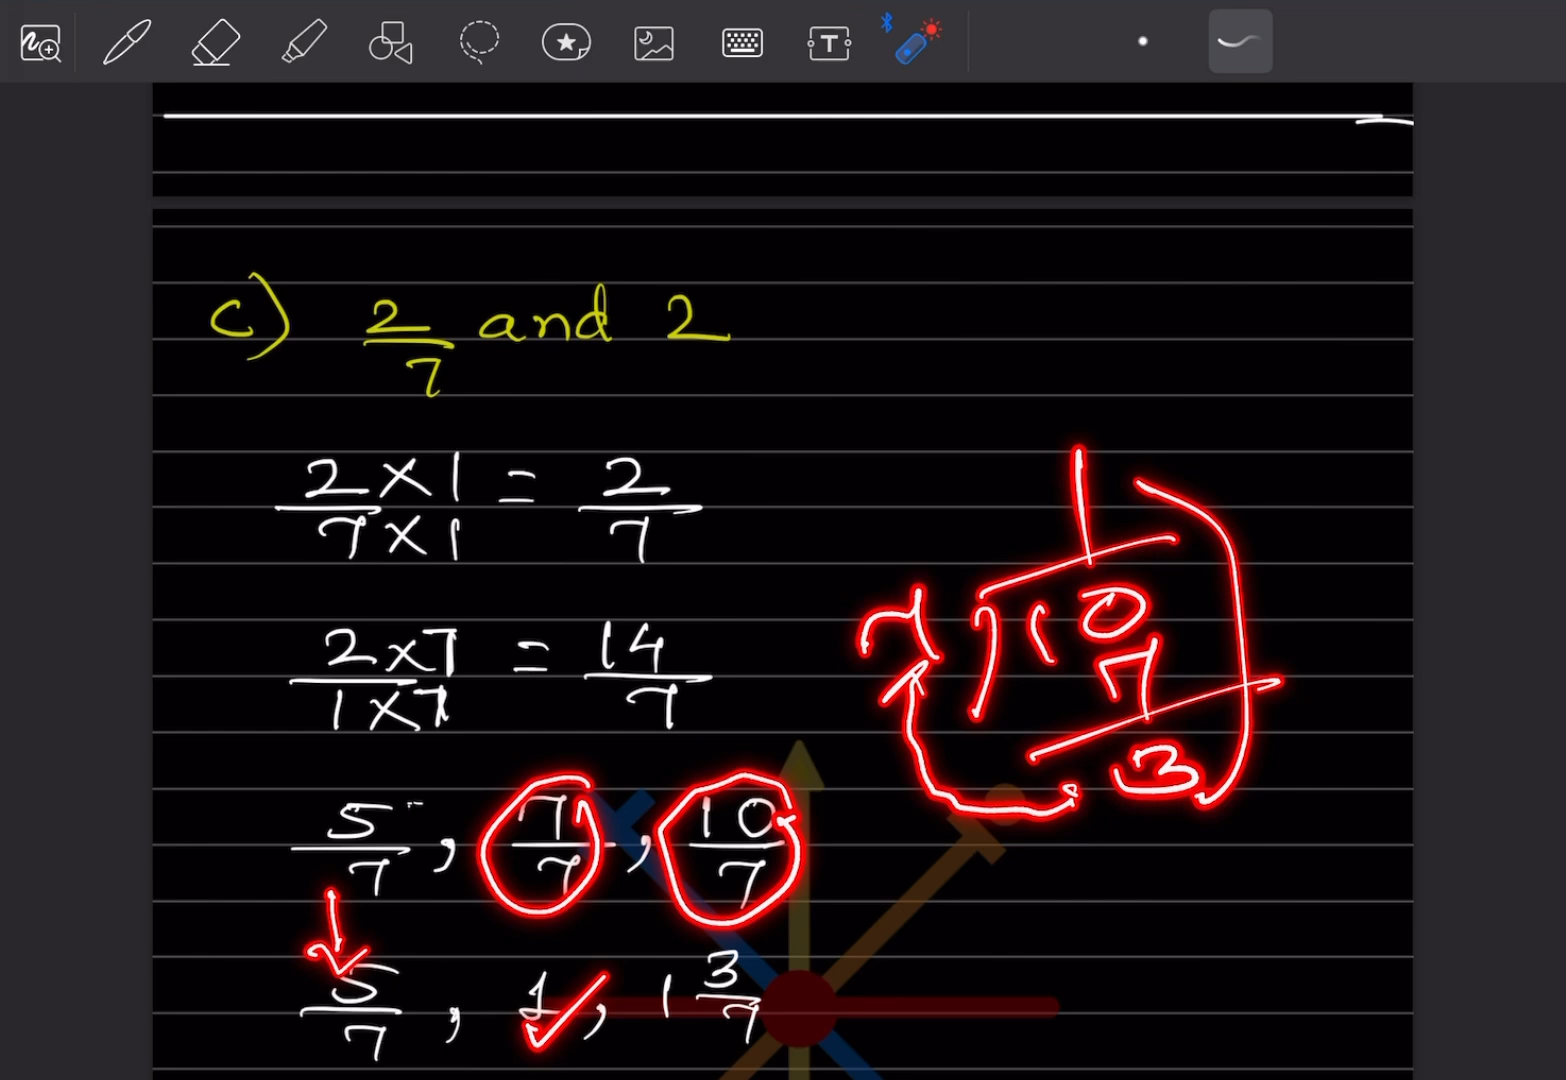 c) 2/7 and 2
2×1/7×1 = 2/7
2×7/1×7 = 14/7
5/7, 7/7, 10/7
5/7, 1, 1 3/7
1
7)10
7
3
T